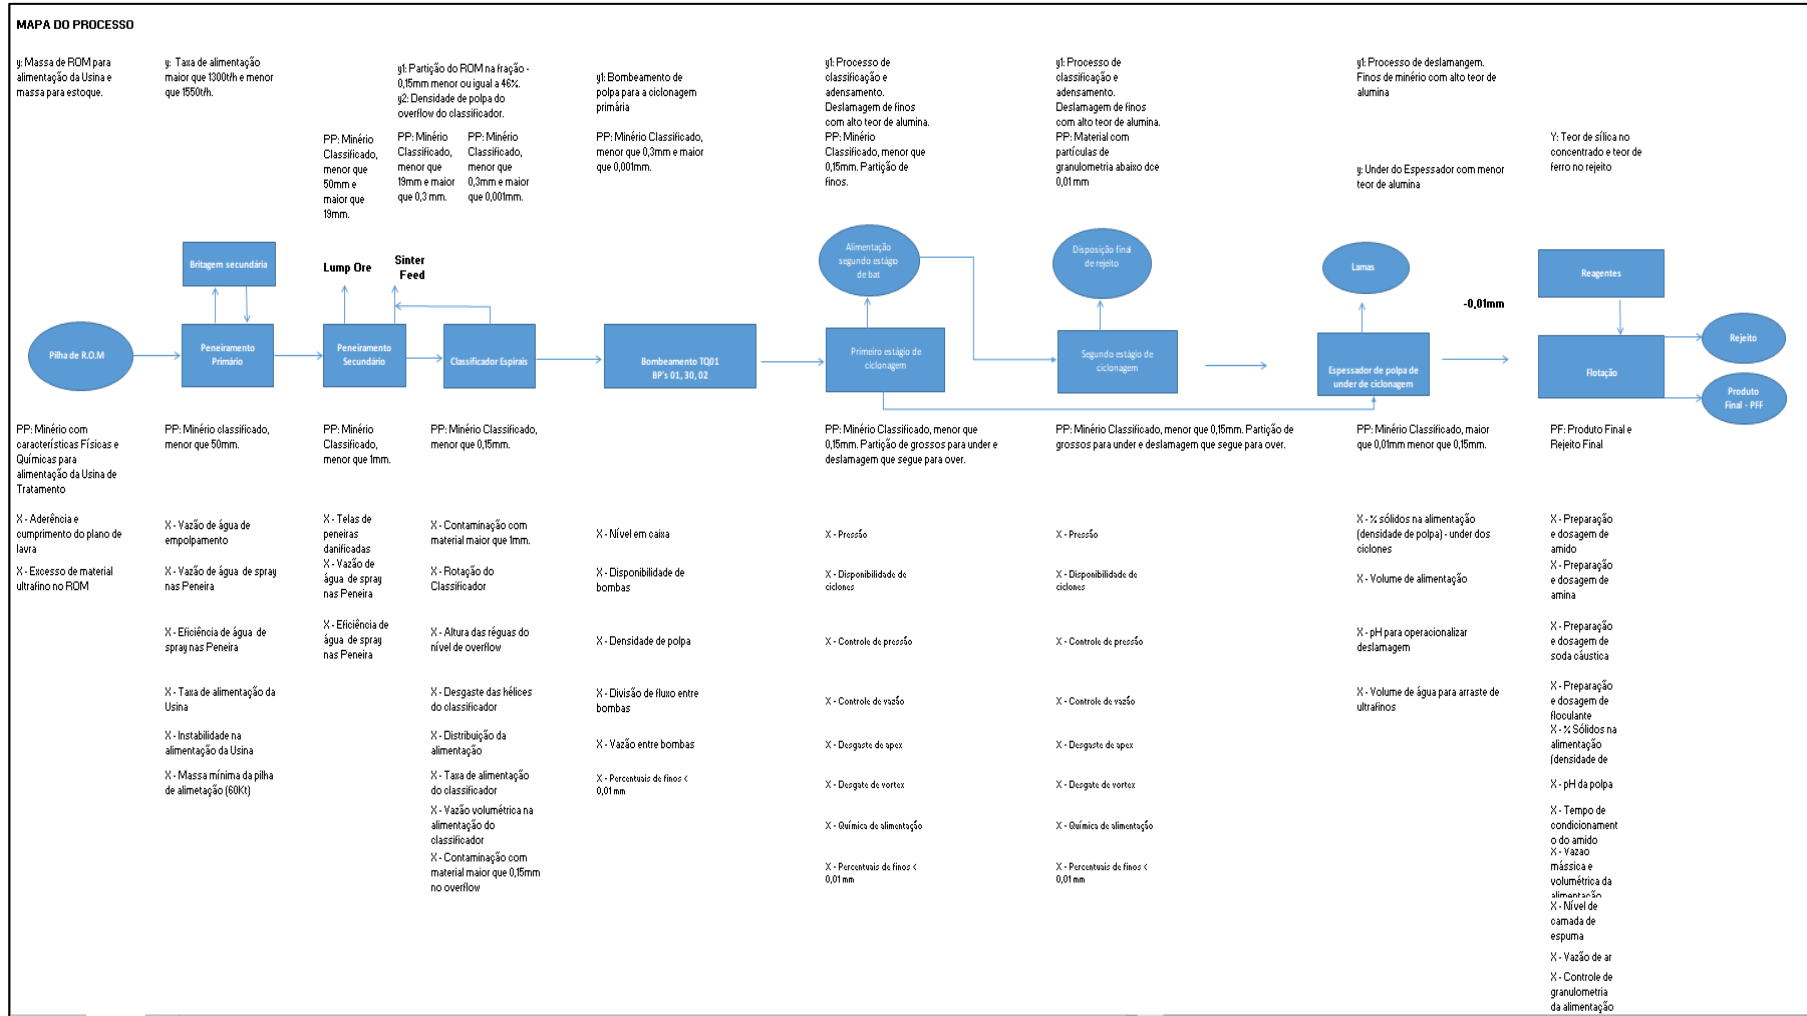 MAPA DO PROCESSO
y: Massa de ROM para
alimentação da Usina e
massa para estoque.
y: Taxa de alimentação
maior que 1300t/h e menor
que 1550t/h.
y1: Partição do ROM na fração -
0,15mm menor ou igual a 46%.
y2: Densidade de polpa do
overflow do classificador.
y1: Bombeamento de
polpa para a ciclonagem
primária
y1: Processo de
classificação e
adensamento.
Deslamagem de finos
com alto teor de alumina.
y1: Processo de
classificação e
adensamento.
Deslamagem de finos
com alto teor de alumina.
y1: Processo de deslamangem.
Finos de minério com alto teor de
alumina
PP: Minério
Classificado,
menor que
50mm e
maior que
19mm.
PP: Minério
Classificado,
menor que
19mm e maior
que 0,3 mm.
PP: Minério
Classificado,
menor que
0,3mm e maior
que 0,001mm.
PP: Minério Classificado,
menor que 0,3mm e maior
que 0,001mm.
PP: Minério
Classificado, menor que
0,15mm. Partição de
finos.
PP: Material com
partículas de
granulometria abaixo dce
0,01 mm
y: Under do Espessador com menor
teor de alumina
Y: Teor de sílica no
concentrado e teor de
ferro no rejeito
Britagem secundária
Lump Ore
Sinter
Feed
Alimentação
segundo estágio
de bat
Disposição final
de rejeito
Lamas
-0,01mm
Reagentes
Pilha de R.O.M
Peneiramento
Primário
Peneiramento
Secundário
Classificador Espirais
Bombeamento TQ01
BP's 01, 30, 02
Primeiro estágio de
ciclonagem
Segundo estágio de
ciclonagem
Espessador de polpa de
under de ciclonagem
Flotação
Rejeito
Produto
Final - PFF
PP: Minério com
características Físicas e
Químicas para
alimentação da Usina de
Tratamento
PP: Minério classificado,
menor que 50mm.
PP: Minério
Classificado,
menor que 1mm.
PP: Minério Classificado,
menor que 0,15mm.
PP: Minério Classificado, menor que
0,15mm. Partição de grossos para under e
deslamagem que segue para over.
PP: Minério Classificado, menor que 0,15mm. Partição de
grossos para under e deslamagem que segue para over.
PP: Minério Classificado, maior
que 0,01mm menor que 0,15mm.
PF: Produto Final e
Rejeito Final
X - Aderência e
cumprimento do plano de
lavra
X - Excesso de material
ultrafino no ROM
X - Vazão de água de
empolpamento
X - Vazão de água de spray
nas Peneira
X - Eficiência de água de
spray nas Peneira
X - Taxa de alimentação da
Usina
X - Instabilidade na
alimentação da Usina
X - Massa mínima da pilha
de alimetação (60Kt)
X - Telas de
peneiras
danificadas
X - Vazão de
água de spray
nas Peneira
X - Eficiência de
água de spray
nas Peneira
X - Contaminação com
material maior que 1mm.
X - Rotação do
Classificador
X - Altura das réguas do
nível de overflow
X - Desgaste das hélices
do classificador
X - Distribuição da
alimentação
X - Taxa de alimentação
do classificador
X - Vazão volumétrica na
alimentação do
classificador
X - Contaminação com
material maior que 0,15mm
no overflow
X - Nível em caixa
X - Disponibilidade de
bombas
X - Densidade de polpa
X - Divisão de fluxo entre
bombas
X - Vazão entre bombas
X - Percentuais de finos <
0,01 mm
X - Pressão
X - Disponibilidade de
ciclones
X - Controle de pressão
X - Controle de vazão
X - Desgaste de apex
X - Desgate de vortex
X - Química de alimentação
X - Percentuais de finos <
0,01 mm
X - Pressão
X - Disponibilidade de
ciclones
X - Controle de pressão
X - Controle de vazão
X - Desgaste de apex
X - Desgate de vortex
X - Química de alimentação
X - Percentuais de finos <
0,01 mm
X - % sólidos na alimentação
(densidade de polpa) - under dos
ciclones
X - Volume de alimentação
X - pH para operacionalizar
deslamagem
X - Volume de água para arraste de
ultrafinos
X - Preparação
e dosagem de
amido
X - Preparação
e dosagem de
amina
X - Preparação
e dosagem de
soda cáustica
X - Preparação
e dosagem de
floculante
X - % Sólidos na
alimentação
(densidade de
X - pH da polpa
X - Tempo de
condicionament
o do amido
X - Vazao
mássica e
volumétrica da
alimentação
X - Nível de
camada de
espuma
X - Vazão de ar
X - Controle de
granulometria
da alimentação